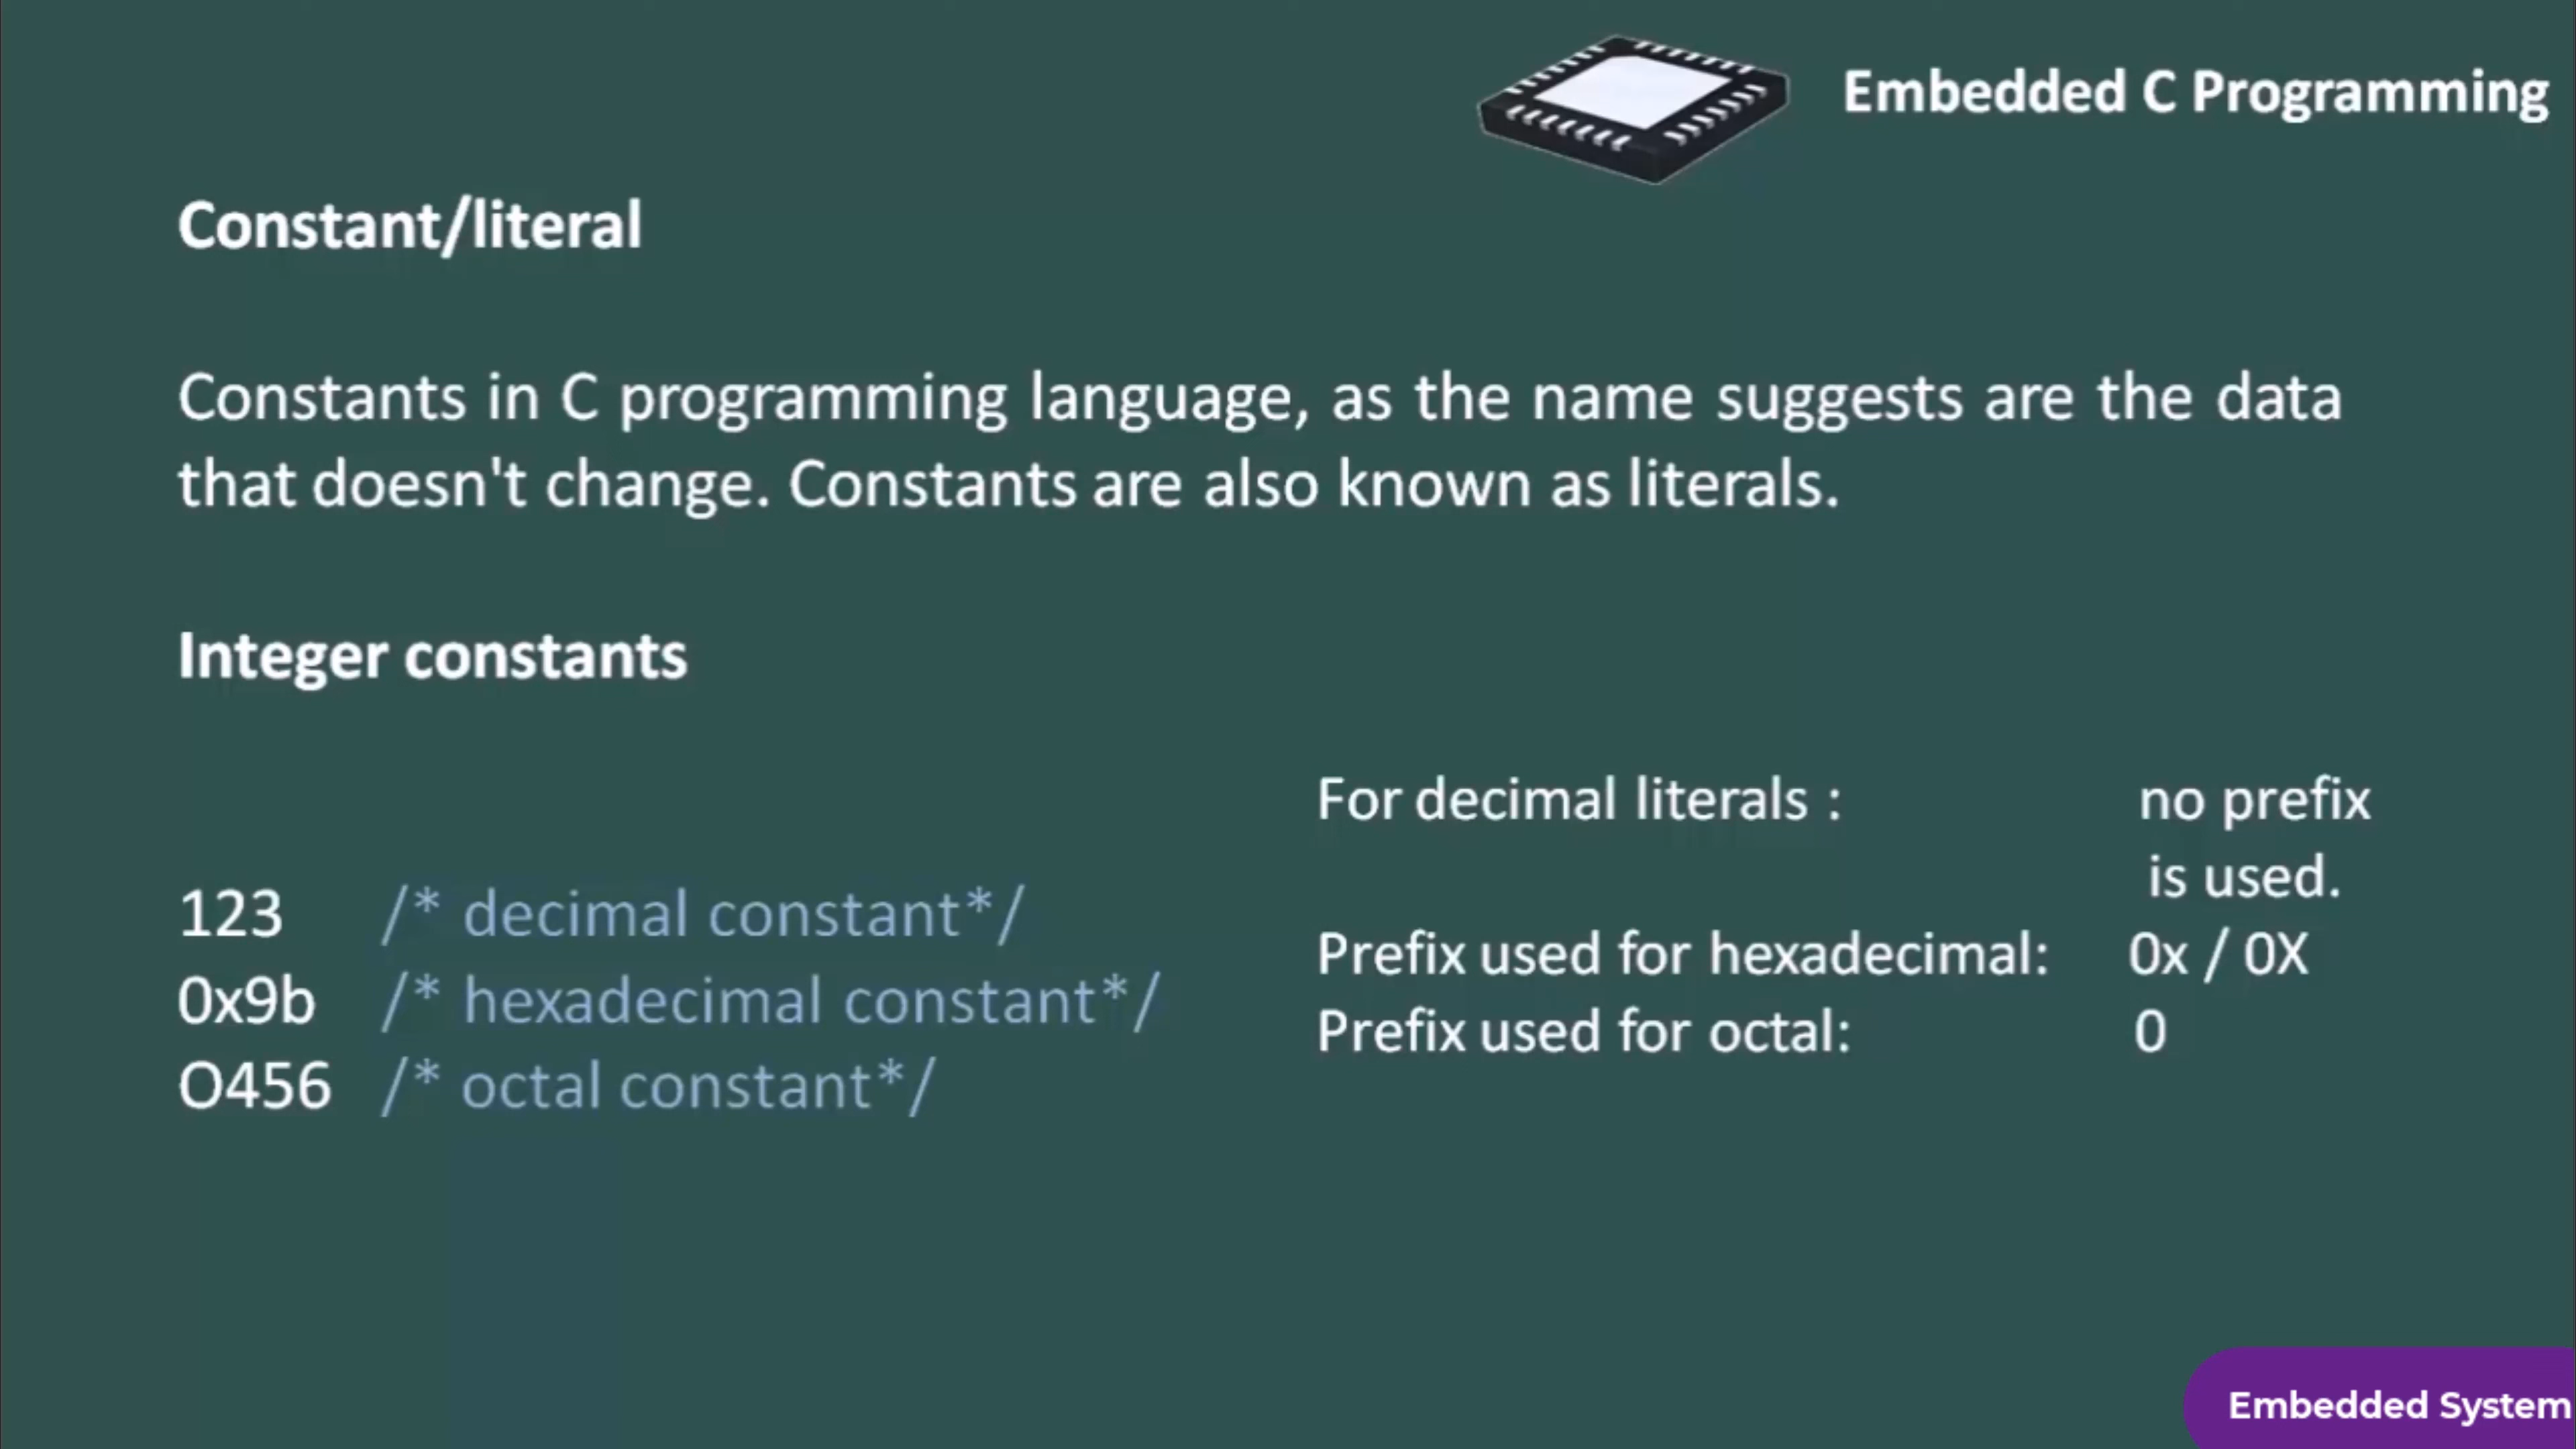 Embedded C Programming
Constant/literal
Constants in C programming language, as the name suggests are the data
that doesn't change. Constants are also known as literals.
Integer constants
123 /* decimal constant*/
0x9b /* hexadecimal constant*/
O456 /* octal constant*/
For decimal literals : no prefix
is used.
Prefix used for hexadecimal: 0x / 0X
Prefix used for octal: 0
Embedded System